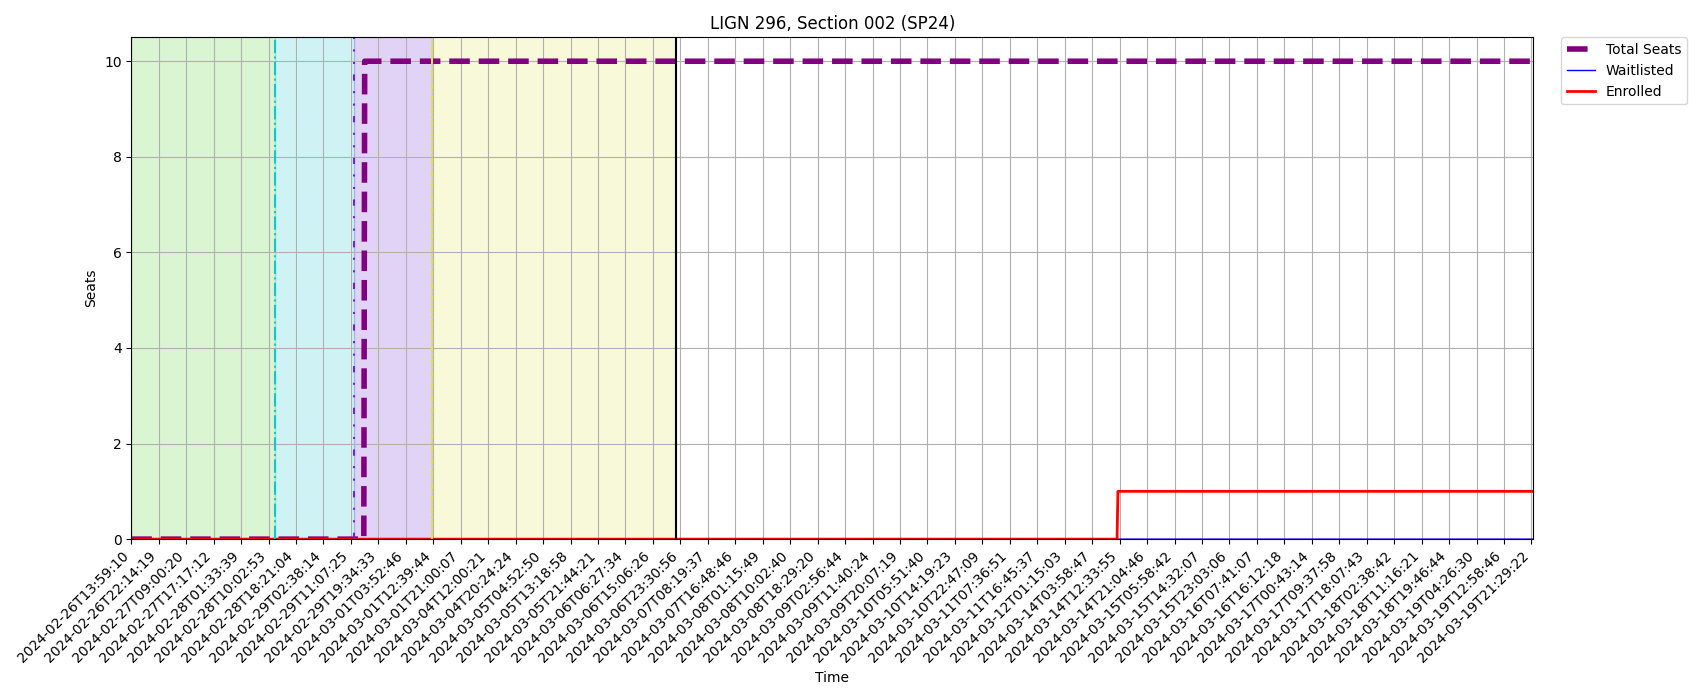 LIGN 296, Section 002 (SP24)
Total Seats
Waitlisted
Enrolled
Seats
10
8
6
4
2
0
2024-02-26T13:59:10
2024-02-26T22:14:19
2024-02-27T09:00:20
2024-02-27T17:17:12
2024-02-28T01:33:39
2024-02-28T10:02:53
2024-02-28T18:21:04
2024-02-29T02:38:14
2024-02-29T11:07:25
2024-02-29T19:34:33
2024-03-01T03:52:46
2024-03-01T12:39:44
2024-03-01T21:00:07
2024-03-04T12:00:21
2024-03-04T20:24:24
2024-03-05T04:52:50
2024-03-05T13:18:58
2024-03-05T21:44:21
2024-03-06T06:27:34
2024-03-06T15:06:26
2024-03-06T23:30:56
2024-03-07T08:19:37
2024-03-07T16:48:46
2024-03-08T01:15:49
2024-03-08T10:02:40
2024-03-08T18:29:20
2024-03-09T02:56:44
2024-03-09T11:40:24
2024-03-09T20:07:19
2024-03-10T05:51:40
2024-03-10T14:19:23
2024-03-10T22:47:09
2024-03-11T07:36:51
2024-03-11T16:45:37
2024-03-12T01:15:03
2024-03-14T03:58:47
2024-03-14T12:33:55
2024-03-14T21:04:46
2024-03-15T05:58:42
2024-03-15T14:32:07
2024-03-15T23:03:06
2024-03-16T07:41:07
2024-03-16T16:12:18
2024-03-17T00:43:14
2024-03-17T09:37:58
2024-03-17T18:07:43
2024-03-18T02:38:42
2024-03-18T11:16:21
2024-03-18T19:46:44
2024-03-19T04:26:30
2024-03-19T12:58:46
2024-03-19T21:29:22
Time